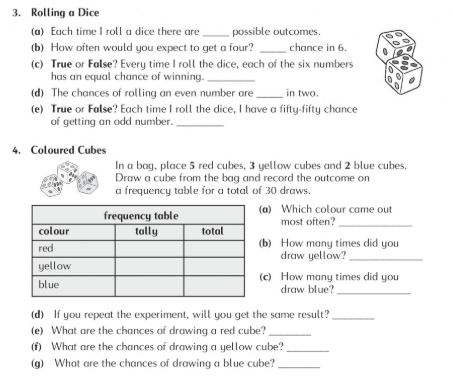 3. Rolling a Dice
(a) Each time I roll a dice there are _____ possible outcomes.
(b) How often would you expect to get a four? _____ chance in 6.
(c) True or False? Every time I roll the dice, each of the six numbers
has an equal chance of winning. _________
(d) The chances of rolling an even number are _____ in two.
(e) True or False? Each time I roll the dice, I have a fifty-fifty chance
of getting an odd number. _________
4. Coloured Cubes
In a bag, place 5 red cubes, 3 yellow cubes and 2 blue cubes.
Draw a cube from the bag and record the outcome on
a frequency table for a total of 30 draws.
frequency table
colour tally total
red
yellow
blue
(a) Which colour came out
most often? _____________
(b) How many times did you
draw yellow? _____________
(c) How many times did you
draw blue? _____________
(d) If you repeat the experiment, will you get the same result? ________
(e) What are the chances of drawing a red cube? ________
(f) What are the chances of drawing a yellow cube? ________
(g) What are the chances of drawing a blue cube? ________